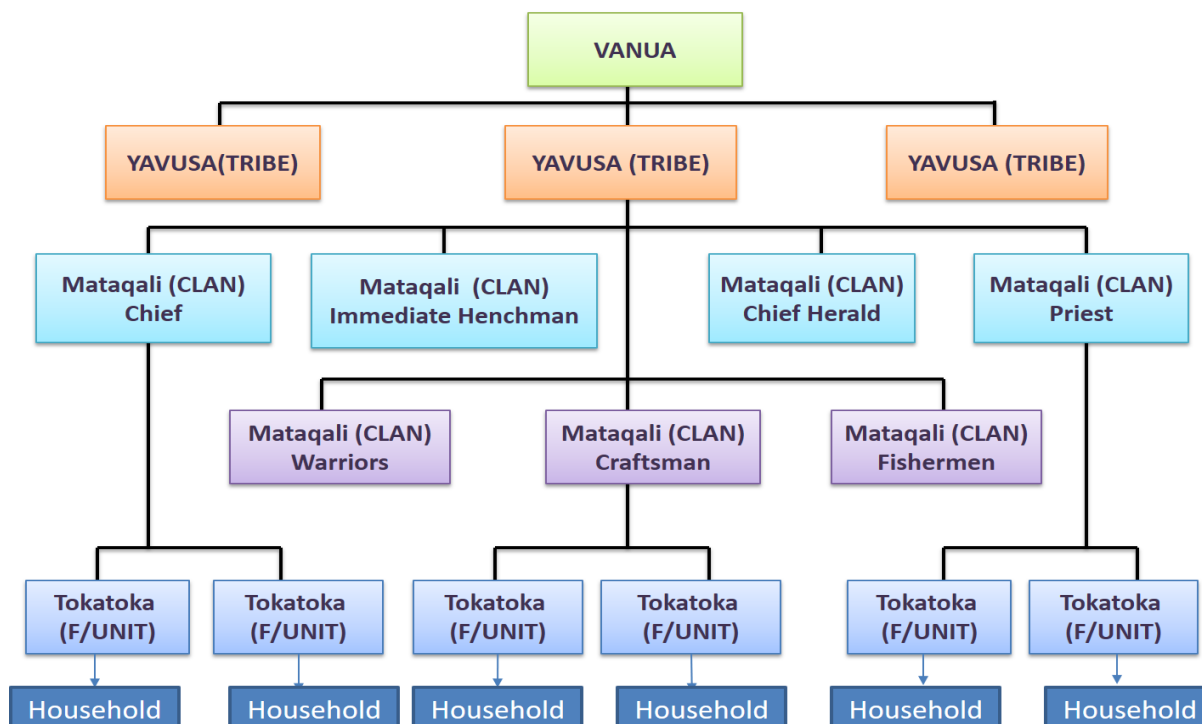 VANUA
YAVUSA(TRIBE)
YAVUSA (TRIBE)
YAVUSA (TRIBE)
Mataqali (CLAN)
Chief
Mataqali (CLAN)
Immediate Henchman
Mataqali (CLAN)
Chief Herald
Mataqali (CLAN)
Priest
Mataqali (CLAN)
Warriors
Mataqali (CLAN)
Craftsman
Mataqali (CLAN)
Fishermen
Tokatoka
(F/UNIT)
Tokatoka
(F/UNIT)
Tokatoka
(F/UNIT)
Tokatoka
(F/UNIT)
Tokatoka
(F/UNIT)
Tokatoka
(F/UNIT)
Household
Household
Household
Household
Household
Household